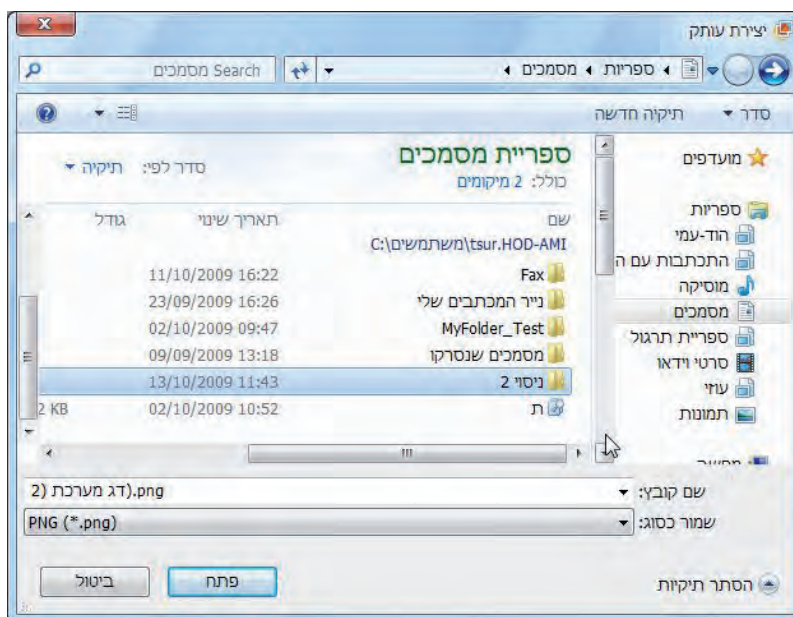 יצירת עותק
ספריות מסמכים
Search מסמכים
סדר תיקיה חדשה
מועדפים
ספריות
הוד-עמי
התכתבות עם ה
מוסיקה
מסמכים
ספריית תרגול
סרטי וידאו
עוזי
תמונות
ספריית מסמכים
כולל: 2 מיקומים
סדר לפי: תיקיה
שם תאריך שינוי גודל
C:\משתמשים\tsur.HOD-AMI
Fax 11/10/2009 16:22
נייר המכתבים שלי 23/09/2009 16:26
MyFolder_Test 02/10/2009 09:47
מסמכים שנסרקו 09/09/2009 13:18
ניסוי 2 13/10/2009 11:43
ת 02/10/2009 10:52 2 KB
שם קובץ: דג מערכת (2).png
שמור כסוג: PNG (*.png)
הסתר תיקיות
פתח ביטול